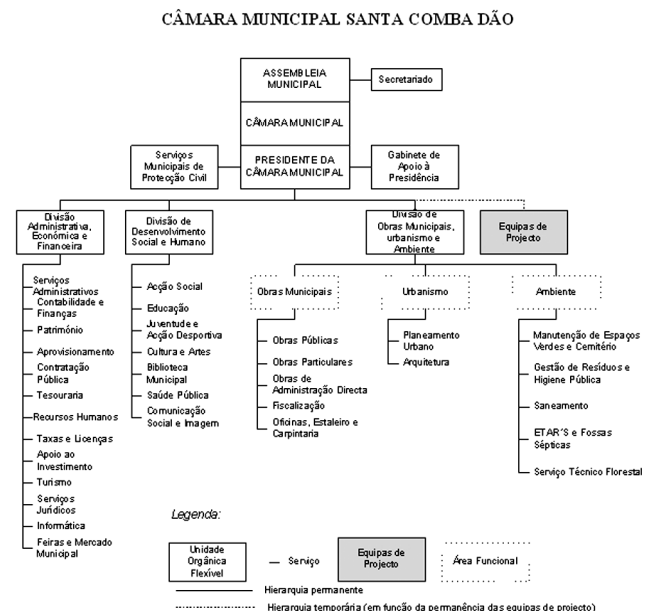 CÂMARA MUNICIPAL SANTA COMBA DÃO
ASSEMBLEIA
MUNICIPAL
Secretariado
CÂMARA MUNICIPAL
Serviços
Municipais de
Protecção Civil
PRESIDENTE DA
CÂMARA MUNICIPAL
Gabinete de
Apoio à
Presidência
Divisão
Administrativa,
Económica e
Financeira
Divisão de
Desenvolvimento
Social e Humano
Divisão de
Obras Municipais,
urbanismo e
Ambiente
Equipas de
Projecto
Serviços
Administrativos
Contabilidade e
Finanças
Património
Aprovisionamento
Contratação
Pública
Tesouraria
Recursos Humanos
Taxas e Licenças
Apoio ao
Investimento
Turismo
Serviços
Jurídicos
Informática
Feiras e Mercado
Municipal
Acção Social
Educação
Juventude e
Acção Desportiva
Cultura e Artes
Biblioteca
Municipal
Saúde Pública
Comunicação
Social e Imagem
Obras Municipais
Obras Públicas
Obras Particulares
Obras de
Administração Directa
Fiscalização
Oficinas, Estaleiro e
Carpintaria
Urbanismo
Planeamento
Urbano
Arquitetura
Ambiente
Manutenção de Espaços
Verdes e Cemitério
Gestão de Resíduos e
Higiene Pública
Saneamento
ETAR'S e Fossas
Sépticas
Serviço Técnico Florestal
Legenda:
Unidade
Orgânica
Flexível
Serviço
Equipas de
Projecto
Área Funcional
Hierarquia permanente
Hierarquia temporária (em função da permanência das equipas de projecto)